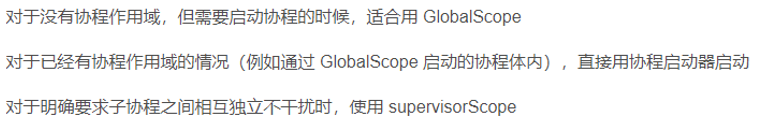 对于没有协程作用域，但需要启动协程的时候，适合用 GlobalScope
对于已经有协程作用域的情况（例如通过 GlobalScope 启动的协程体内），直接用协程启动器启动
对于明确要求子协程之间相互独立不干扰时，使用 supervisorScope